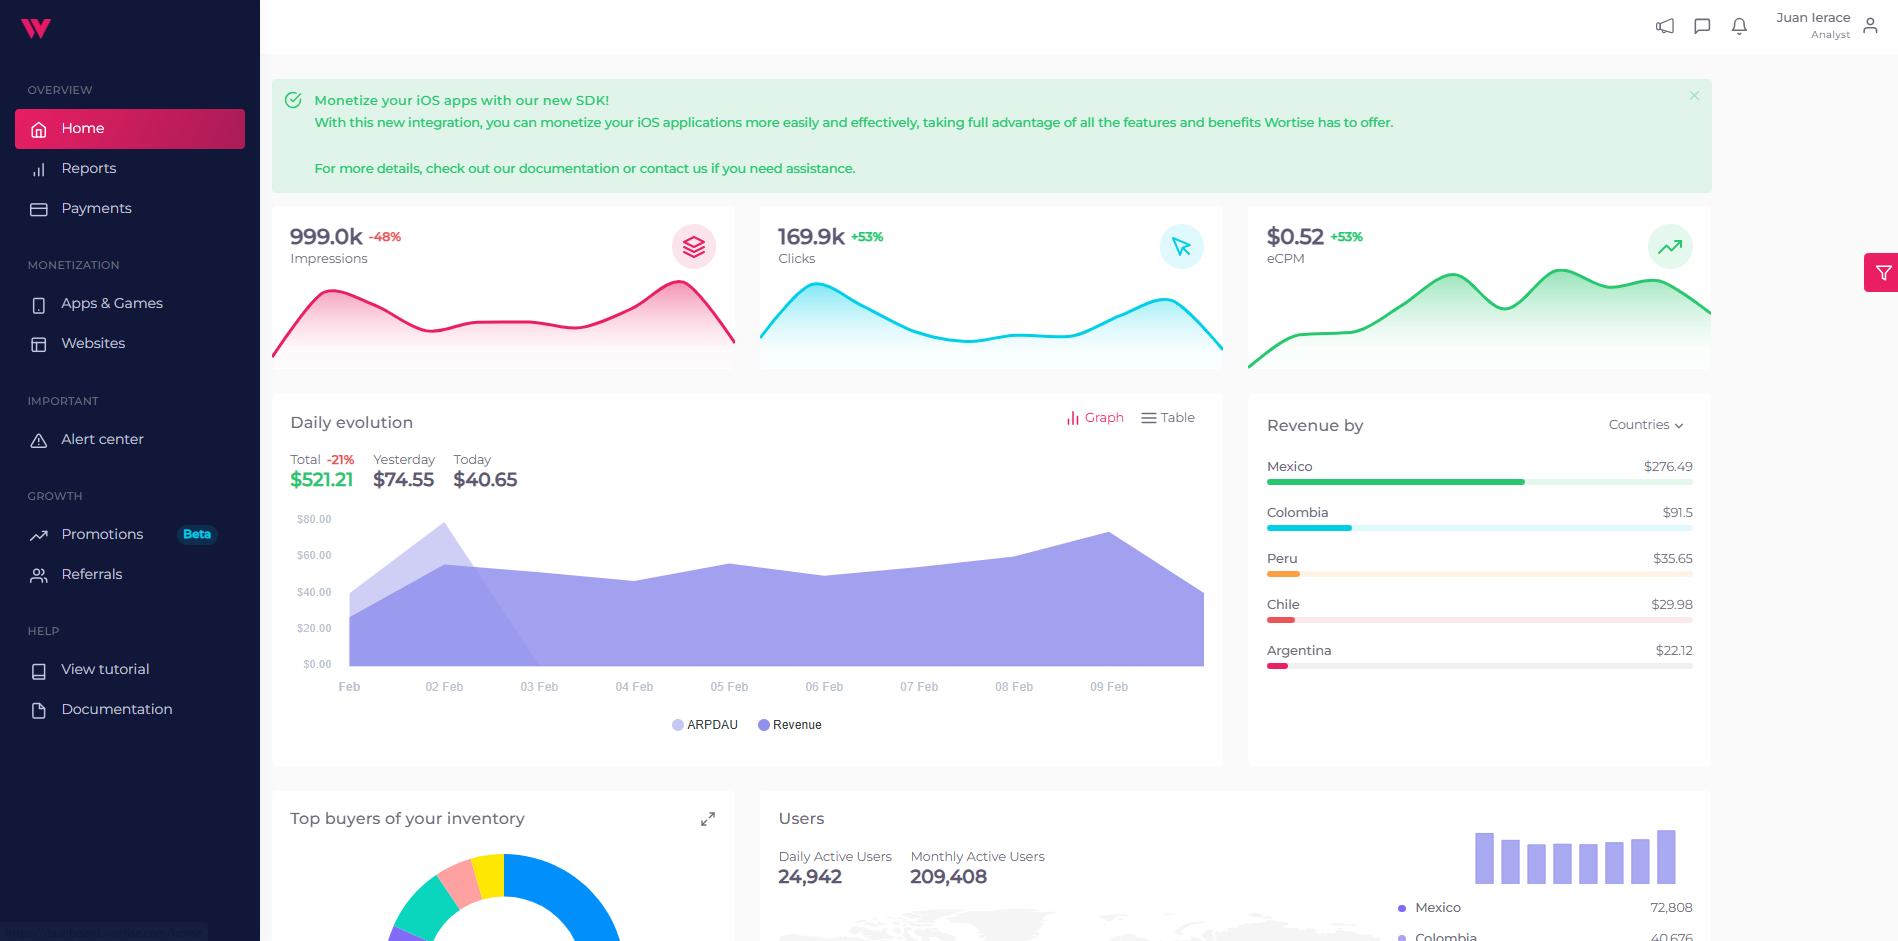 W
Juan Ierace
Analyst
OVERVIEW
Home
Reports
Payments
MONETIZATION
Apps & Games
Websites
IMPORTANT
Alert center
GROWTH
Promotions Beta
Referrals
HELP
View tutorial
Documentation
Monetize your iOS apps with our new SDK!
With this new integration, you can monetize your iOS applications more easily and effectively, taking full advantage of all the features and benefits Wortise has to offer.
For more details, check out our documentation or contact us if you need assistance.
999.0k -48%
Impressions
169.9k +53%
Clicks
$0.52 +53%
eCPM
Daily evolution
Graph Table
Total -21% Yesterday Today
$521.21 $74.55 $40.65
$80.00
$60.00
$40.00
$20.00
$0.00
Feb 02 Feb 03 Feb 04 Feb 05 Feb 06 Feb 07 Feb 08 Feb 09 Feb
ARPDAU Revenue
Revenue by Countries
Mexico $276.49
Colombia $91.5
Peru $35.65
Chile $29.98
Argentina $22.12
Top buyers of your inventory
Users
Daily Active Users Monthly Active Users
24,942 209,408
Mexico 72,808
Colombia 40,676